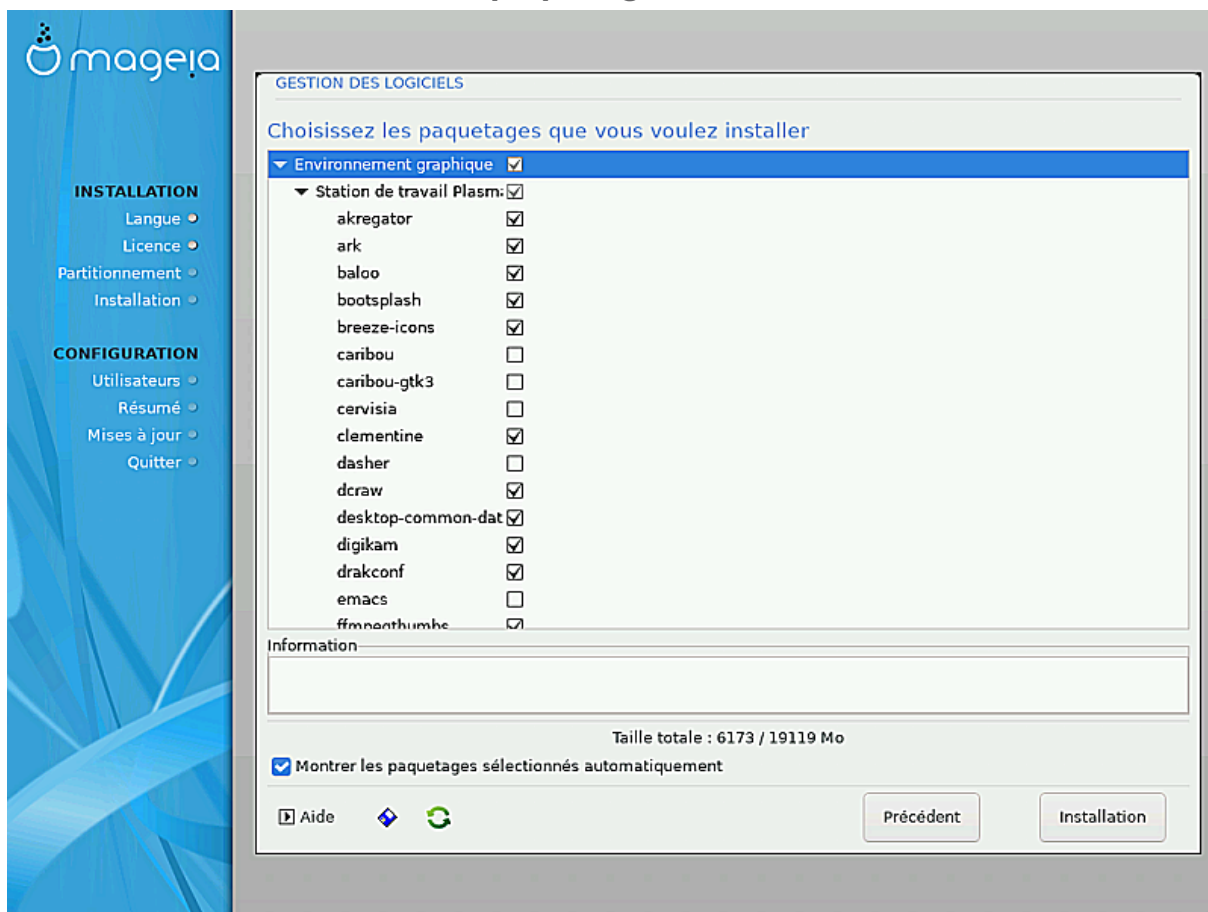 mageia
INSTALLATION
Langue
Licence
Partitionnement
Installation
CONFIGURATION
Utilisateurs
Résumé
Mises à jour
Quitter
GESTION DES LOGICIELS
Choisissez les paquetages que vous voulez installer
Environnement graphique
Station de travail Plasm
akregator
ark
baloo
bootsplash
breeze-icons
caribou
caribou-gtk3
cervisia
clementine
dasher
dcraw
desktop-common-dat
digikam
drakconf
emacs
ffmpegthumbs
Information
Taille totale : 6173 / 19119 Mo
Montrer les paquetages sélectionnés automatiquement
Aide
Précédent
Installation